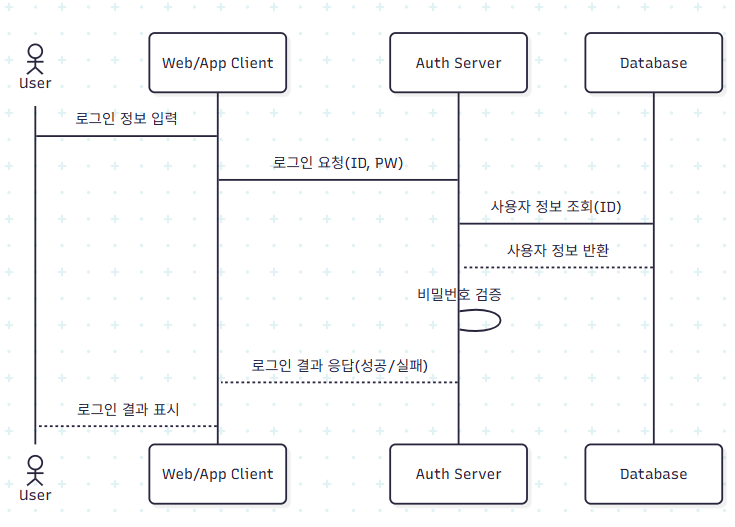 User
Web/App Client
Auth Server
Database
로그인 정보 입력
로그인 요청(ID, PW)
사용자 정보 조회(ID)
사용자 정보 반환
비밀번호 검증
로그인 결과 응답(성공/실패)
로그인 결과 표시
User
Web/App Client
Auth Server
Database